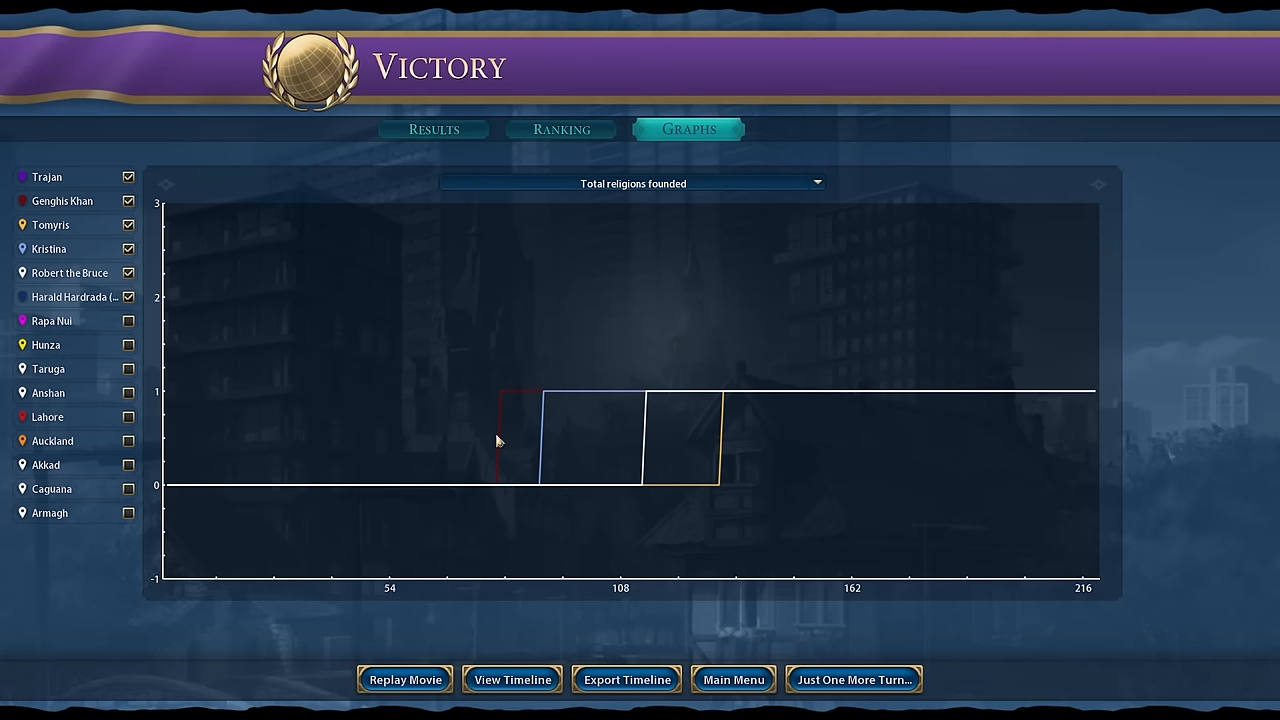 VICTORY
RESULTS
RANKING
GRAPHS
Trajan
Genghis Khan
Tomyris
Kristina
Robert the Bruce
Harald Hardrada (...
Rapa Nui
Hunza
Taruga
Anshan
Lahore
Auckland
Akkad
Caguana
Armagh
Total religions founded
3
2
1
0
-1
54
108
162
216
Replay Movie
View Timeline
Export Timeline
Main Menu
Just One More Turn...